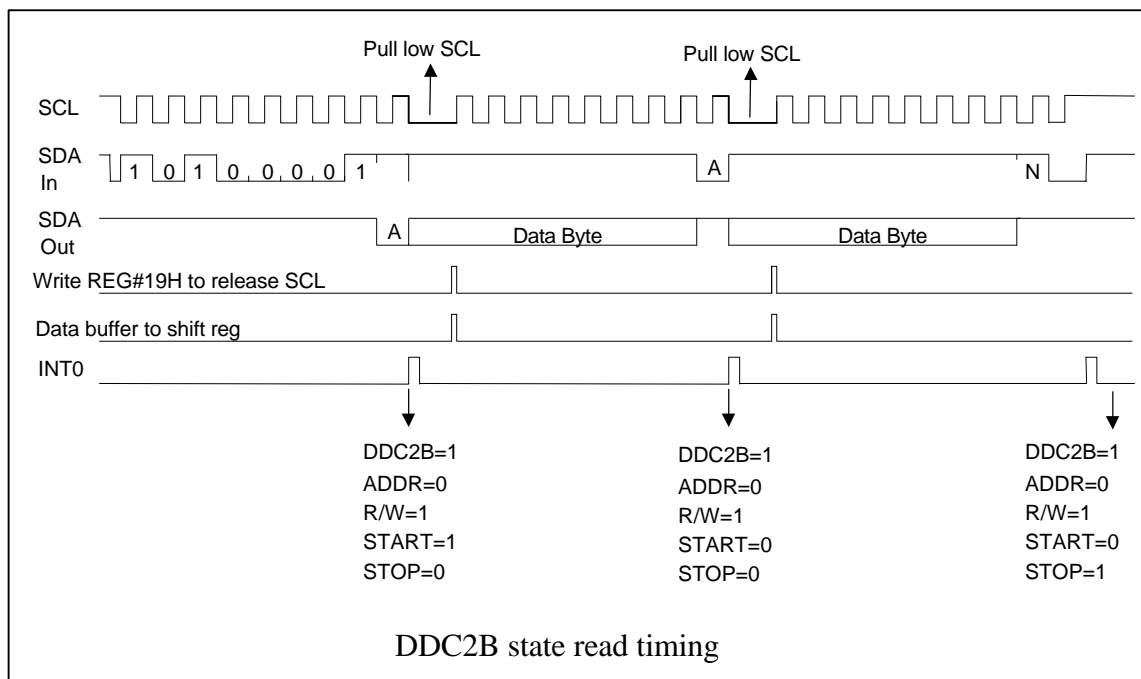 Pull low SCL
Pull low SCL
SCL
SDA
In
1 0 1 0 0 0 0 1
A
N
SDA
Out
A
Data Byte
Data Byte
Write REG#19H to release SCL
Data buffer to shift reg
INT0
DDC2B=1
ADDR=0
R/W=1
START=1
STOP=0
DDC2B=1
ADDR=0
R/W=1
START=0
STOP=0
DDC2B=1
ADDR=0
R/W=1
START=0
STOP=1
DDC2B state read timing